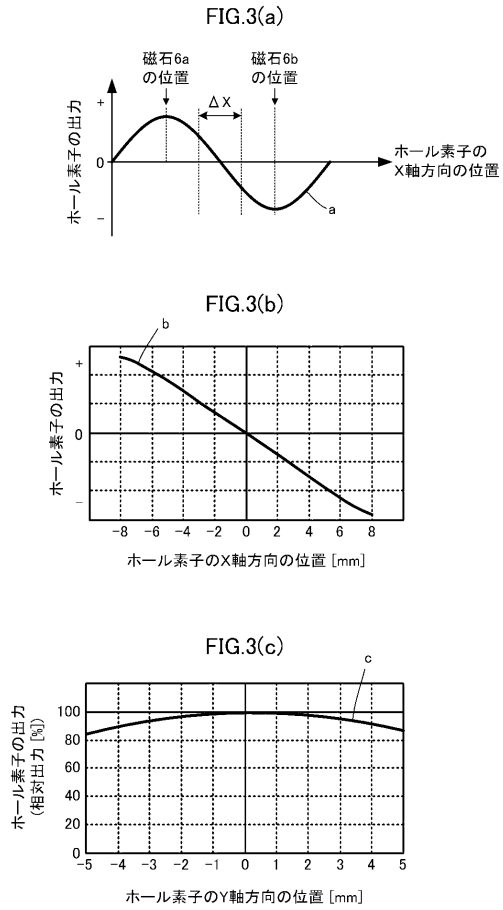 FIG.3(a)
磁石6a
の位置
磁石6b
の位置
ΔX
+
0
−
ホール素子の出力
ホール素子の
X軸方向の位置
a
FIG.3(b)
b
+
0
−
ホール素子の出力
-8 -6 -4 -2 0 2 4 6 8
ホール素子のX軸方向の位置 [mm]
FIG.3(c)
c
100
80
60
40
20
0
ホール素子の出力
(相対出力 [%])
-5 -4 -3 -2 -1 0 1 2 3 4 5
ホール素子のY軸方向の位置 [mm]